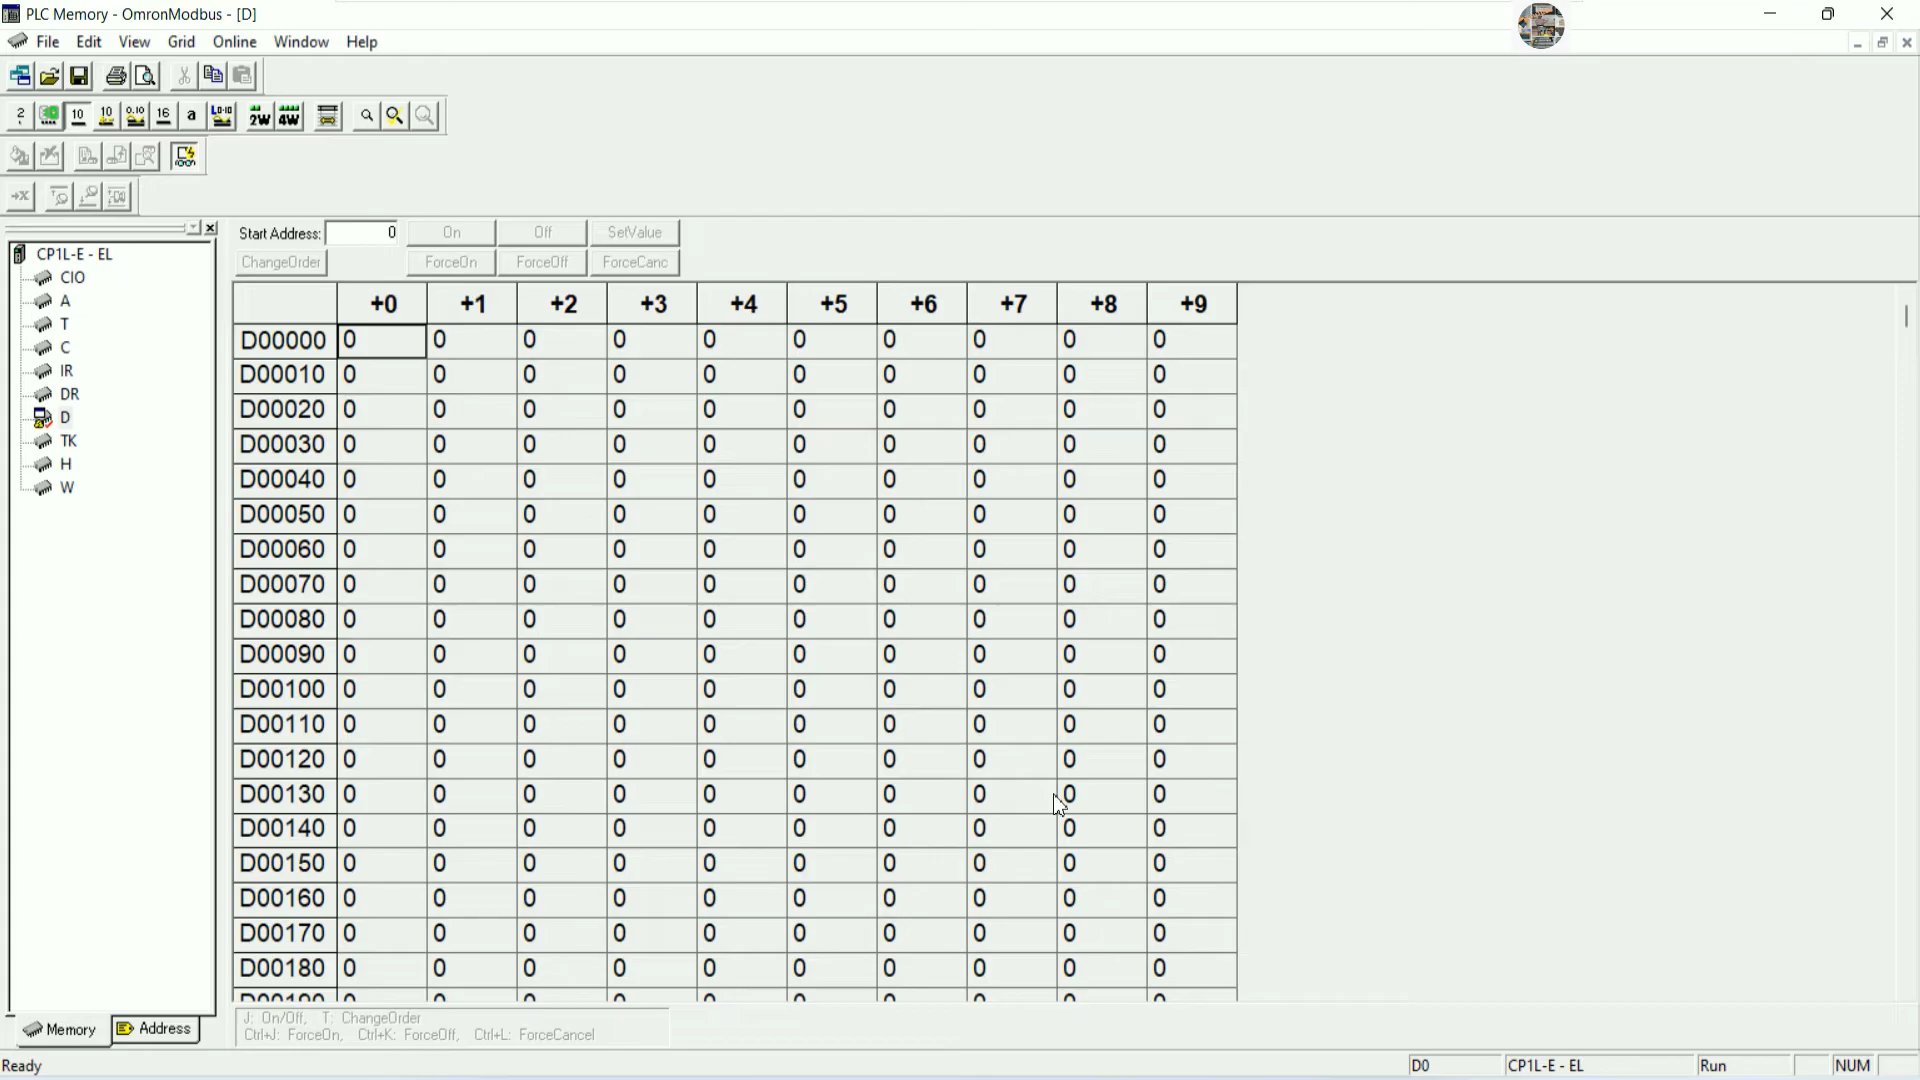 PLC Memory - OmronModbus - [D]
File Edit View Grid Online Window Help
2 10 10 0.10 16 a 2W 4W
→X
CP1L-E - EL
CIO
A
T
C
IR
DR
D
TK
H
W
Memory Address
Start Address: 0 On Off SetValue
ChangeOrder ForceOn ForceOff ForceCanc
+0 +1 +2 +3 +4 +5 +6 +7 +8 +9
D00000 0 0 0 0 0 0 0 0 0 0
D00010 0 0 0 0 0 0 0 0 0 0
D00020 0 0 0 0 0 0 0 0 0 0
D00030 0 0 0 0 0 0 0 0 0 0
D00040 0 0 0 0 0 0 0 0 0 0
D00050 0 0 0 0 0 0 0 0 0 0
D00060 0 0 0 0 0 0 0 0 0 0
D00070 0 0 0 0 0 0 0 0 0 0
D00080 0 0 0 0 0 0 0 0 0 0
D00090 0 0 0 0 0 0 0 0 0 0
D00100 0 0 0 0 0 0 0 0 0 0
D00110 0 0 0 0 0 0 0 0 0 0
D00120 0 0 0 0 0 0 0 0 0 0
D00130 0 0 0 0 0 0 0 0 0 0
D00140 0 0 0 0 0 0 0 0 0 0
D00150 0 0 0 0 0 0 0 0 0 0
D00160 0 0 0 0 0 0 0 0 0 0
D00170 0 0 0 0 0 0 0 0 0 0
D00180 0 0 0 0 0 0 0 0 0 0
J: On/Off, T: ChangeOrder
Ctrl+J: ForceOn, Ctrl+K: ForceOff, Ctrl+L: ForceCancel
Ready D0 CP1L-E - EL Run NUM